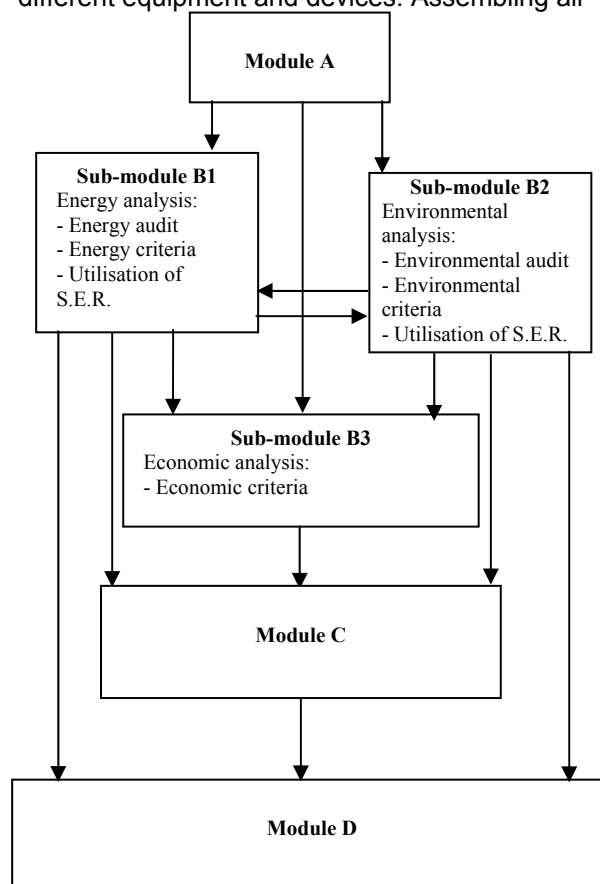 different equipment and devices. Assembling all
Module A
Sub-module B1
Energy analysis:
- Energy audit
- Energy criteria
- Utilisation of
S.E.R.
Sub-module B2
Environmental
analysis:
- Environmental audit
- Environmental
criteria
- Utilisation of S.E.R.
Sub-module B3
Economic analysis:
- Economic criteria
Module C
Module D